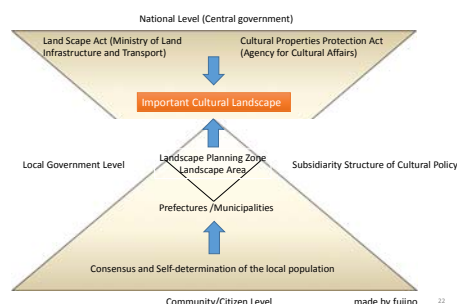 National Level (Central government)
Land Scape Act (Ministry of Land
Infrastructure and Transport)
Cultural Properties Protection Act
(Agency for Cultural Affairs)
Important Cultural Landscape
Local Government Level
Landscape Planning Zone
Landscape Area
Subsidiarity Structure of Cultural Policy
Prefectures /Municipalities
Consensus and Self-determination of the local population
Community/Citizen Level
made by fujino
22